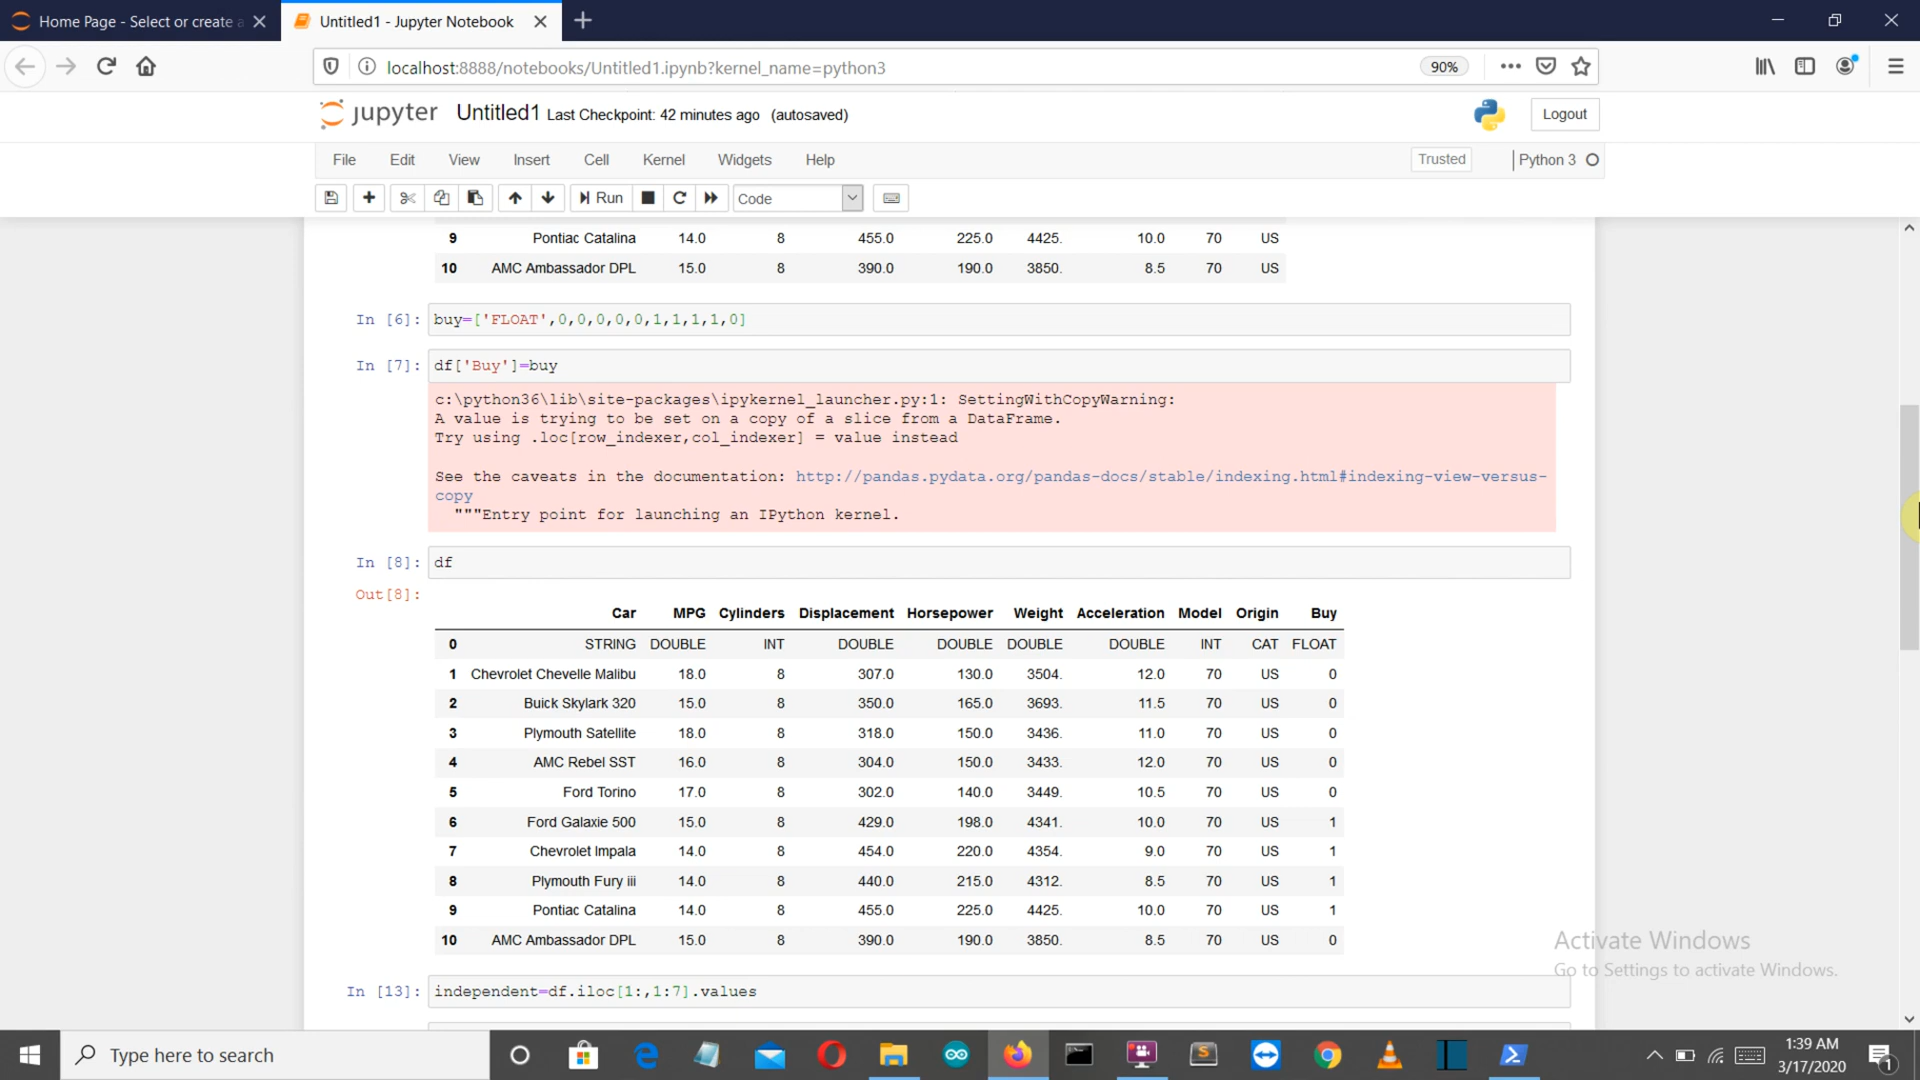 Home Page - Select or create a
Untitled1 - Jupyter Notebook
localhost:8888/notebooks/Untitled1.ipynb?kernel_name=python3
90%
jupyter Untitled1 Last Checkpoint: 42 minutes ago (autosaved)
Logout
File Edit View Insert Cell Kernel Widgets Help
Trusted
Python 3
Run
Code
9 Pontiac Catalina 14.0 8 455.0 225.0 4425. 10.0 70 US
10 AMC Ambassador DPL 15.0 8 390.0 190.0 3850. 8.5 70 US
In [6]: buy=['FLOAT',0,0,0,0,0,1,1,1,1,0]
In [7]: df['Buy']=buy
c:\python36\lib\site-packages\ipykernel_launcher.py:1: SettingWithCopyWarning:
A value is trying to be set on a copy of a slice from a DataFrame.
Try using .loc[row_indexer,col_indexer] = value instead
See the caveats in the documentation: http://pandas.pydata.org/pandas-docs/stable/indexing.html#indexing-view-versus-
copy
"""Entry point for launching an IPython kernel.
In [8]: df
Out[8]:
Car MPG Cylinders Displacement Horsepower Weight Acceleration Model Origin Buy
0 STRING DOUBLE INT DOUBLE DOUBLE DOUBLE DOUBLE INT CAT FLOAT
1 Chevrolet Chevelle Malibu 18.0 8 307.0 130.0 3504. 12.0 70 US 0
2 Buick Skylark 320 15.0 8 350.0 165.0 3693. 11.5 70 US 0
3 Plymouth Satellite 18.0 8 318.0 150.0 3436. 11.0 70 US 0
4 AMC Rebel SST 16.0 8 304.0 150.0 3433. 12.0 70 US 0
5 Ford Torino 17.0 8 302.0 140.0 3449. 10.5 70 US 0
6 Ford Galaxie 500 15.0 8 429.0 198.0 4341. 10.0 70 US 1
7 Chevrolet Impala 14.0 8 454.0 220.0 4354. 9.0 70 US 1
8 Plymouth Fury iii 14.0 8 440.0 215.0 4312. 8.5 70 US 1
9 Pontiac Catalina 14.0 8 455.0 225.0 4425. 10.0 70 US 1
10 AMC Ambassador DPL 15.0 8 390.0 190.0 3850. 8.5 70 US 0
Activate Windows
Go to Settings to activate Windows.
In [13]: independent=df.iloc[1:,1:7].values
Type here to search
1:39 AM
3/17/2020
1